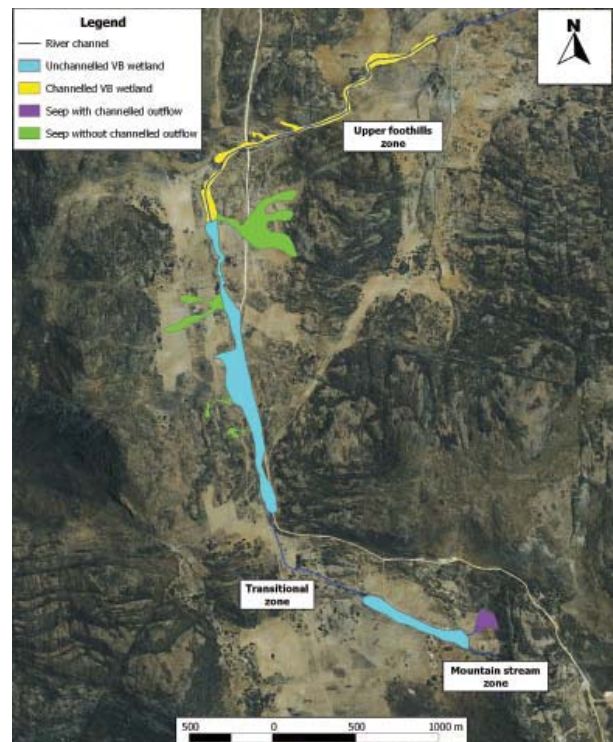 Legend
River channel
Unchannelled VB wetland
Channelled VB wetland
Seep with channelled outflow
Seep without channelled outflow
N
Upper foothills
zone
Transitional
zone
Mountain stream
zone
500 0 500 1000 m